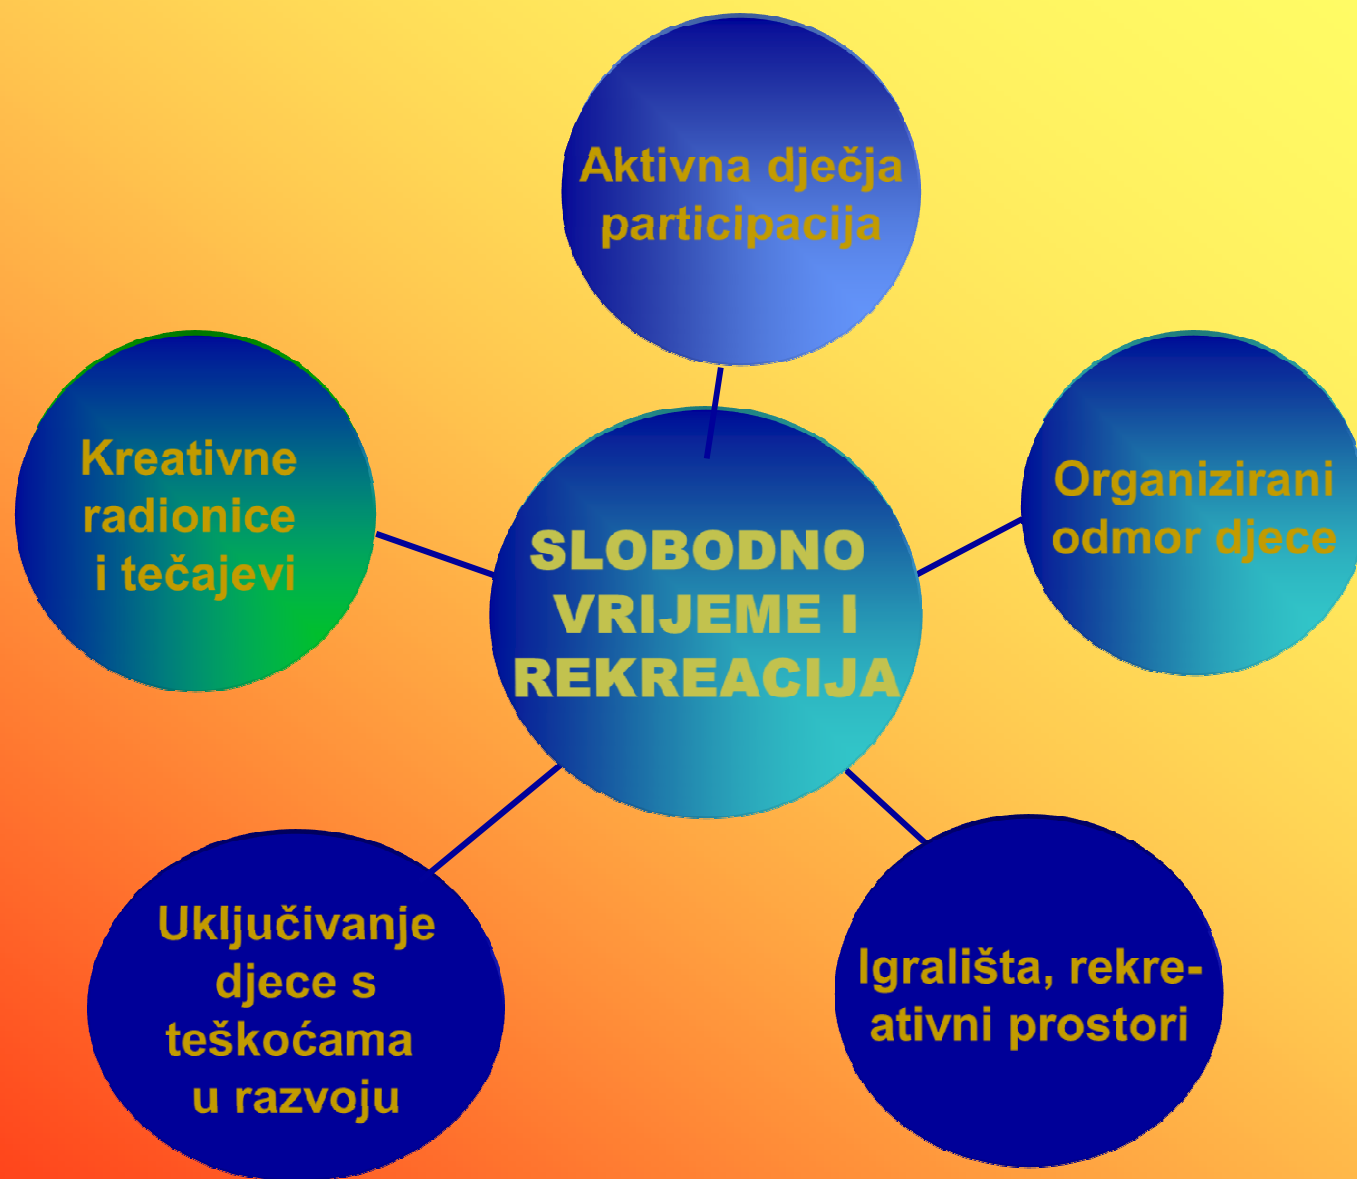 Aktivna dječja
participacija
Kreativne
radionice
i tečajevi
Organizirani
odmor djece
SLOBODNO
VRIJEME I
REKREACIJA
Uključivanje
djece s
teškoćama
u razvoju
Igrališta, rekre-
ativni prostori